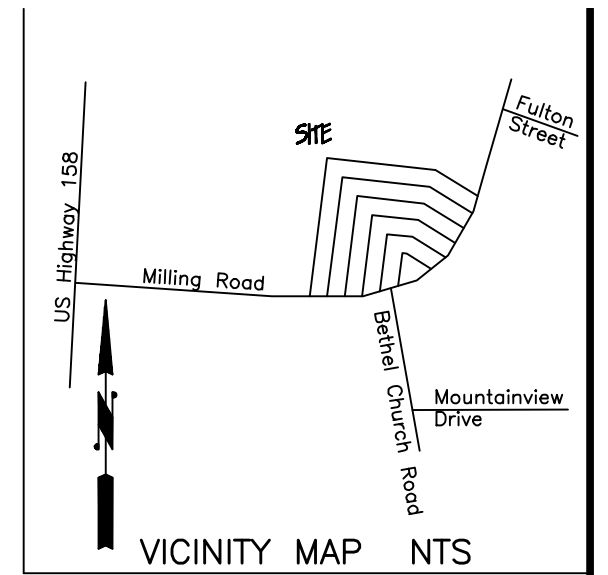 Fulton
Street
SITE
US Highway 158
Milling Road
Bethel Church Road
Mountainview
Drive
N
VICINITY MAP NTS